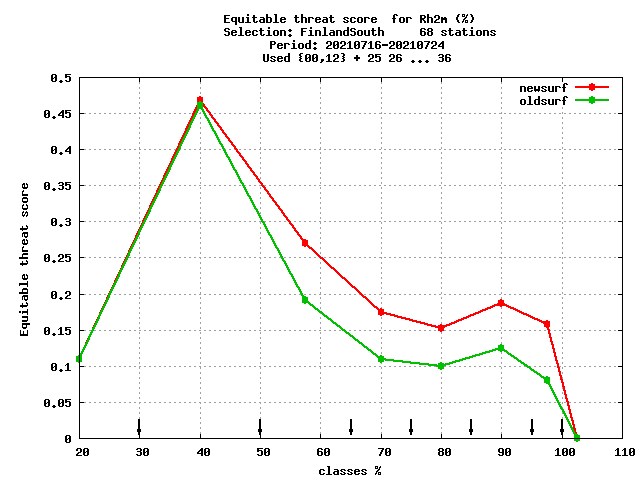 Equitable threat score  for Rh2m (%)
Selection: FinlandSouth     68 stations
Period: 20210716-20210724
Used {00,12} + 25 26 ... 36
newsurf
oldsurf
Equitable threat score
0.5
0.45
0.4
0.35
0.3
0.25
0.2
0.15
0.1
0.05
0
20 30 40 50 60 70 80 90 100 110
classes %